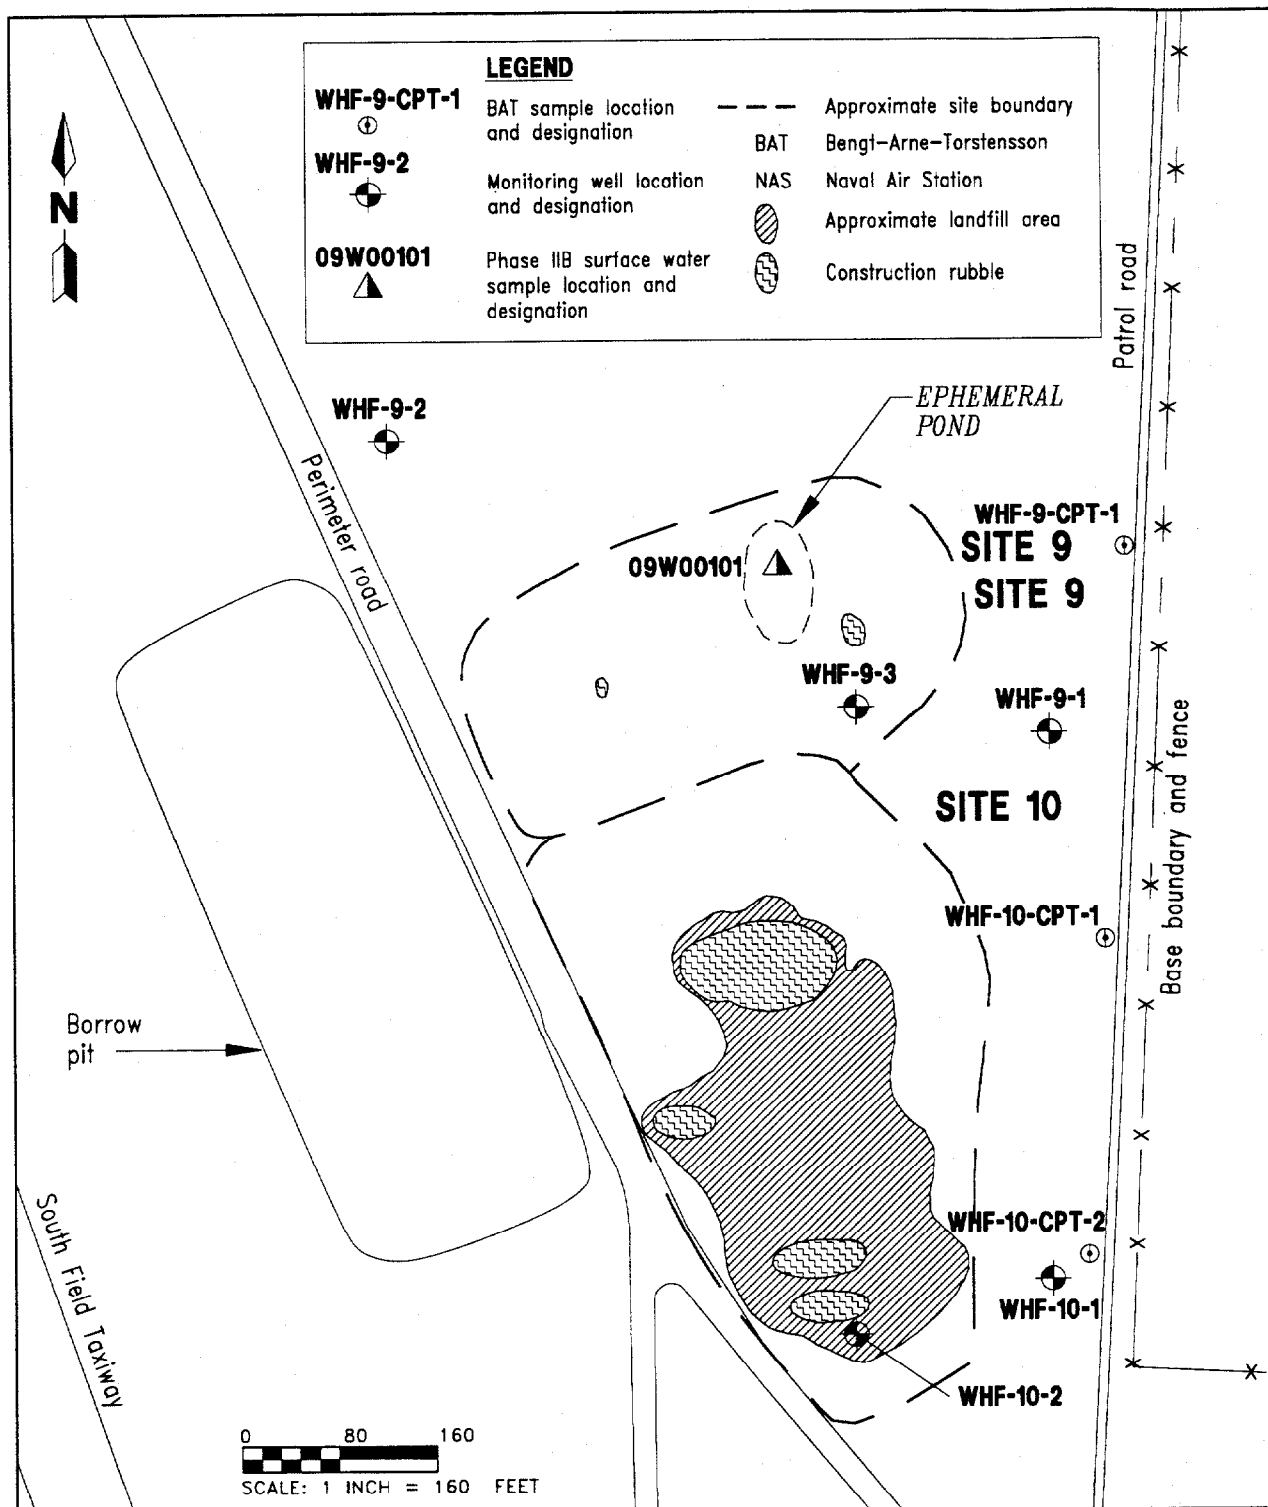 LEGEND
WHF-9-CPT-1
BAT sample location
and designation
WHF-9-2
Monitoring well location
and designation
09W00101
Phase IIB surface water
sample location and
designation
Approximate site boundary
BAT Bengt-Arne-Torstensson
NAS Naval Air Station
Approximate landfill area
Construction rubble
N
Patrol road
WHF-9-2
EPHEMERAL
POND
Perimeter road
WHF-9-CPT-1
SITE 9
09W00101
SITE 9
WHF-9-3
WHF-9-1
SITE 10
Base boundary and fence
WHF-10-CPT-1
Borrow
pit
WHF-10-CPT-2
South Field Taxiway
WHF-10-1
WHF-10-2
0 80 160
SCALE: 1 INCH = 160 FEET